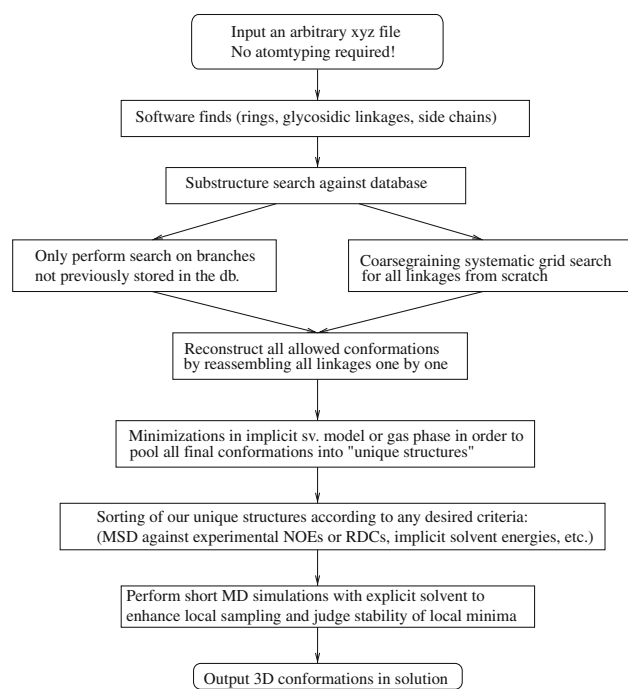 Input an arbitrary xyz file
No atomtyping required!
Software finds (rings, glycosidic linkages, side chains)
Substructure search against database
Only perform search on branches
not previously stored in the db.
Coarsegraining systematic grid search
for all linkages from scratch
Reconstruct all allowed conformations
by reassembling all linkages one by one
Minimizations in implicit sv. model or gas phase in order to
pool all final conformations into "unique structures"
Sorting of our unique structures according to any desired criteria:
(MSD against experimental NOEs or RDCs, implicit solvent energies, etc.)
Perform short MD simulations with explicit solvent to
enhance local sampling and judge stability of local minima
Output 3D conformations in solution